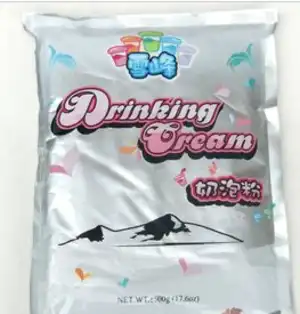 雪峰
Drinking
Cream
奶泡粉
NET WT.: 500g (17.6oz)